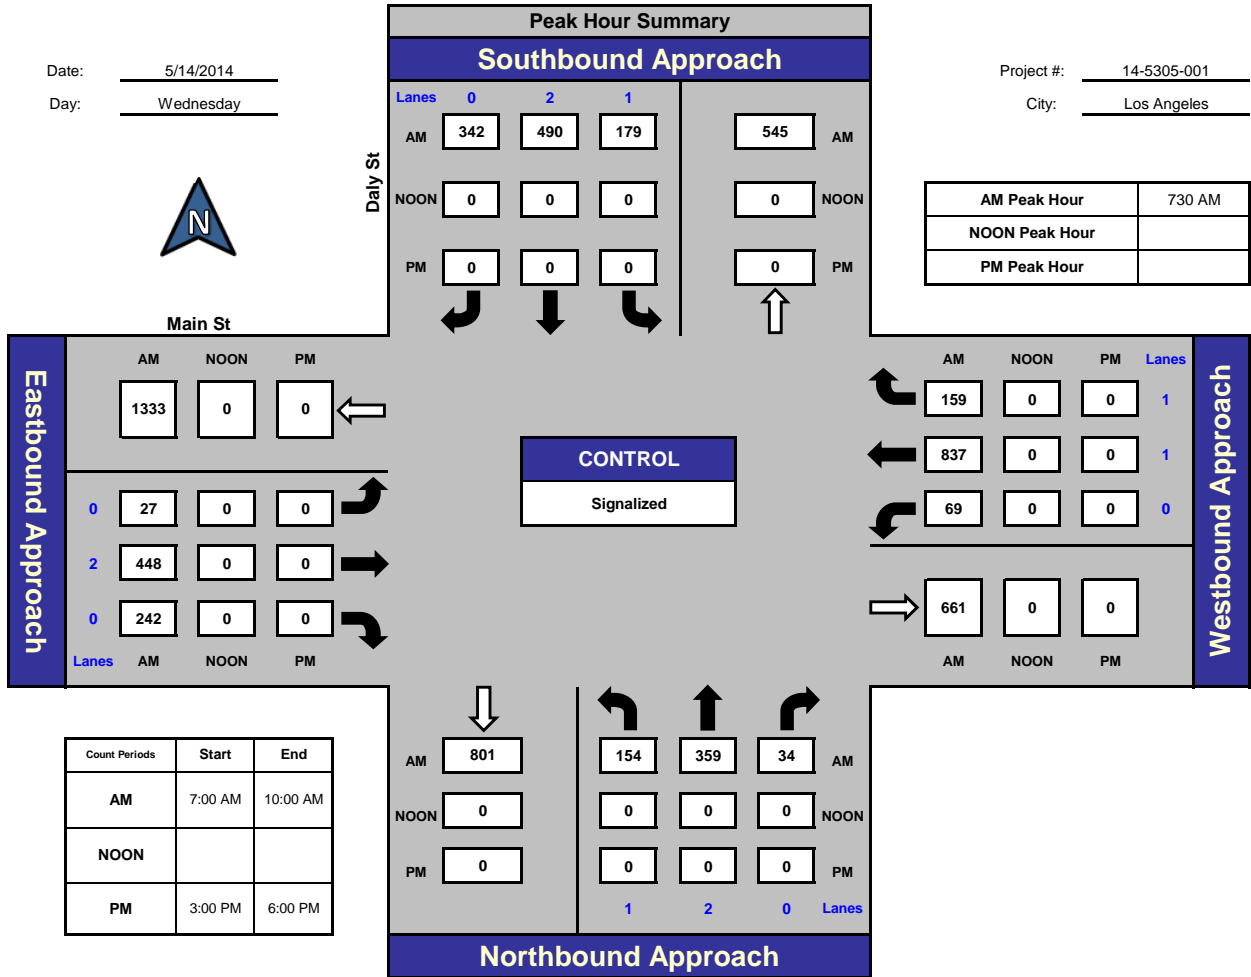 Peak Hour Summary
Southbound Approach
Date: 5/14/2014
Day: Wednesday
Project #: 14-5305-001
City: Los Angeles
N
Daly St
Lanes 0 2 1
AM 342 490 179 545 AM
NOON 0 0 0 0 NOON
PM 0 0 0 0 PM
AM Peak Hour 730 AM
NOON Peak Hour
PM Peak Hour
Main St
Eastbound Approach
AM NOON PM
1333 0 0
0 27 0 0
2 448 0 0
0 242 0 0
Lanes AM NOON PM
CONTROL
Signalized
AM NOON PM Lanes
159 0 0 1
837 0 0 1
69 0 0 0
661 0 0
AM NOON PM
Westbound Approach
Count Periods Start End
AM 7:00 AM 10:00 AM
NOON
PM 3:00 PM 6:00 PM
AM 801 154 359 34 AM
NOON 0 0 0 0 NOON
PM 0 0 0 0 PM
1 2 0 Lanes
Northbound Approach